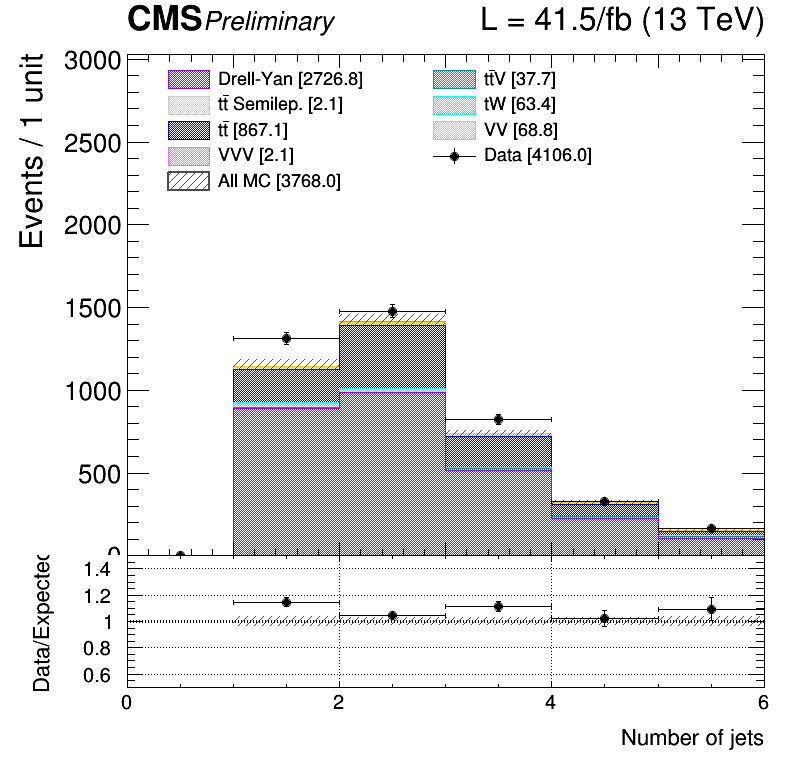 CMS Preliminary L = 41.5/fb (13 TeV)
Events / 1 unit
3000
2500
2000
1500
1000
500
0
Drell-Yan [2726.8]
tt̄ Semilep. [2.1]
tt̄ [867.1]
VVV [2.1]
All MC [3768.0]
tt̄V [37.7]
tW [63.4]
VV [68.8]
Data [4106.0]
Data/Expected
1.4
1.2
1
0.8
0.6
0 2 4 6
Number of jets